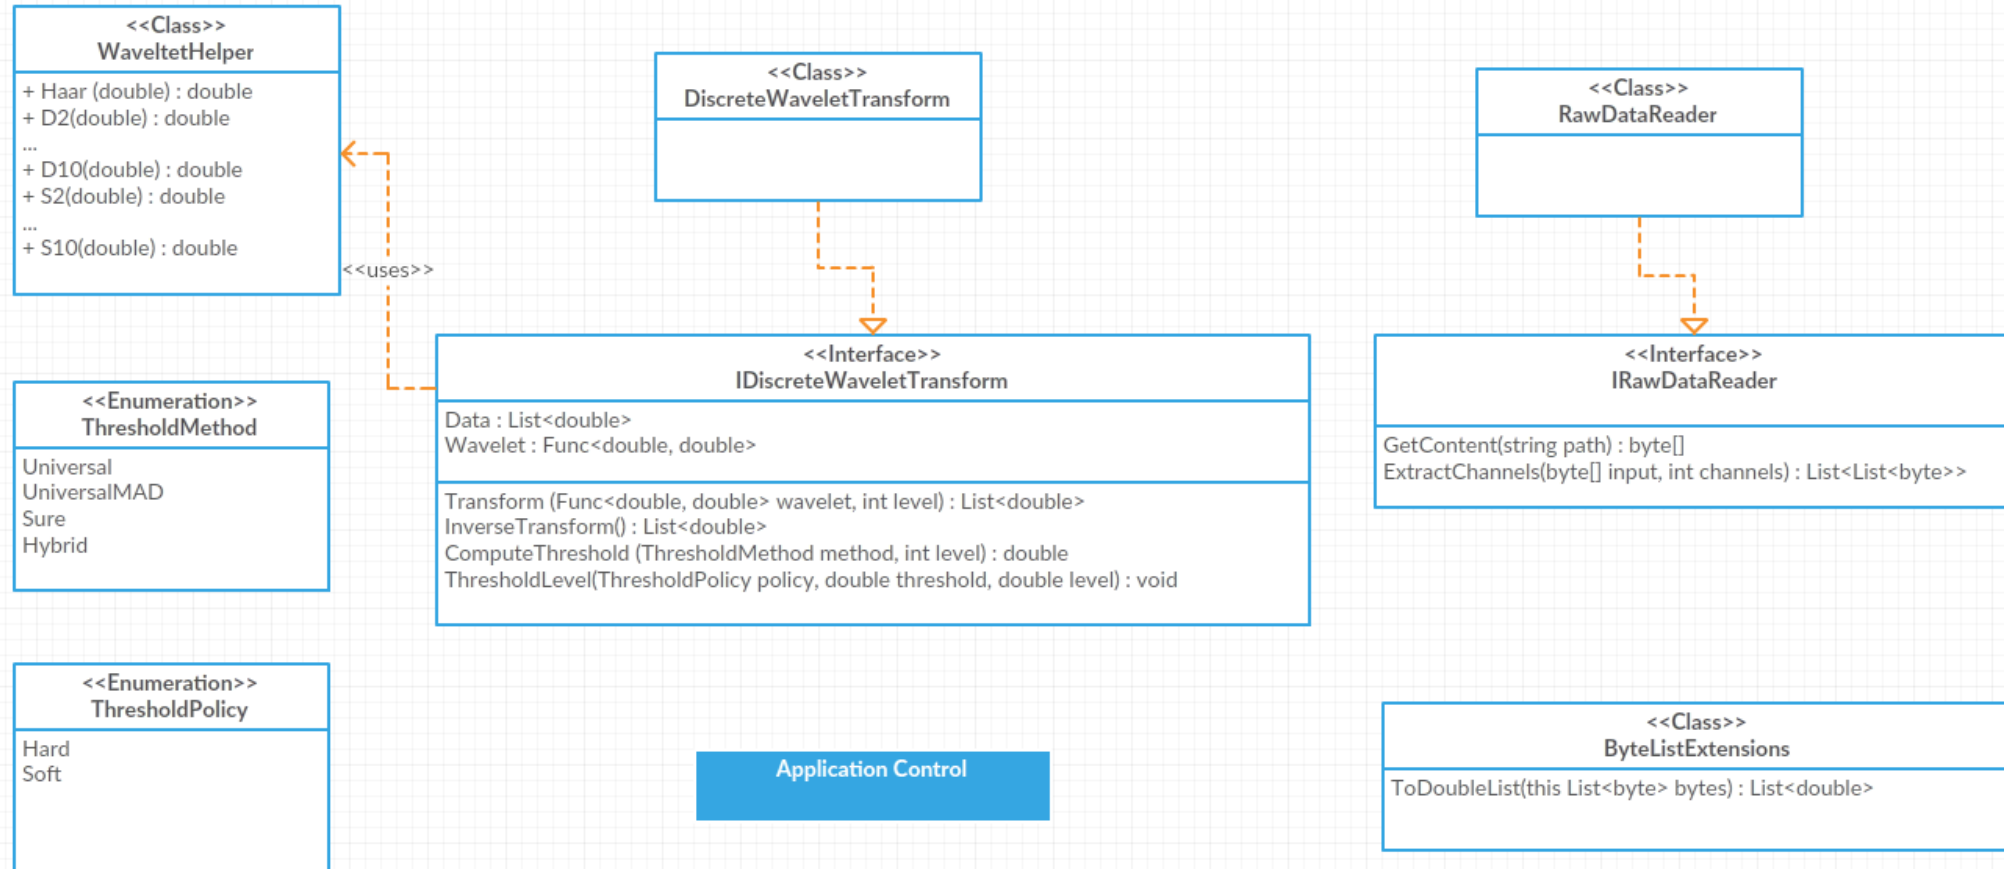 <<Class>>
WaveltetHelper
+ Haar (double) : double
+ D2(double) : double
...
+ D10(double) : double
+ S2(double) : double
...
+ S10(double) : double
<<uses>>
<<Class>>
DiscreteWaveletTransform
<<Class>>
RawDataReader
<<Interface>>
IDiscreteWaveletTransform
Data : List<double>
Wavelet : Func<double, double>
Transform (Func<double, double> wavelet, int level) : List<double>
InverseTransform() : List<double>
ComputeThreshold (ThresholdMethod method, int level) : double
ThresholdLevel(ThresholdPolicy policy, double threshold, double level) : void
<<Interface>>
IRawDataReader
GetContent(string path) : byte[]
ExtractChannels(byte[] input, int channels) : List<List<byte>>
<<Enumeration>>
ThresholdMethod
Universal
UniversalMAD
Sure
Hybrid
<<Enumeration>>
ThresholdPolicy
Hard
Soft
Application Control
<<Class>>
ByteListExtensions
ToDoubleList(this List<byte> bytes) : List<double>